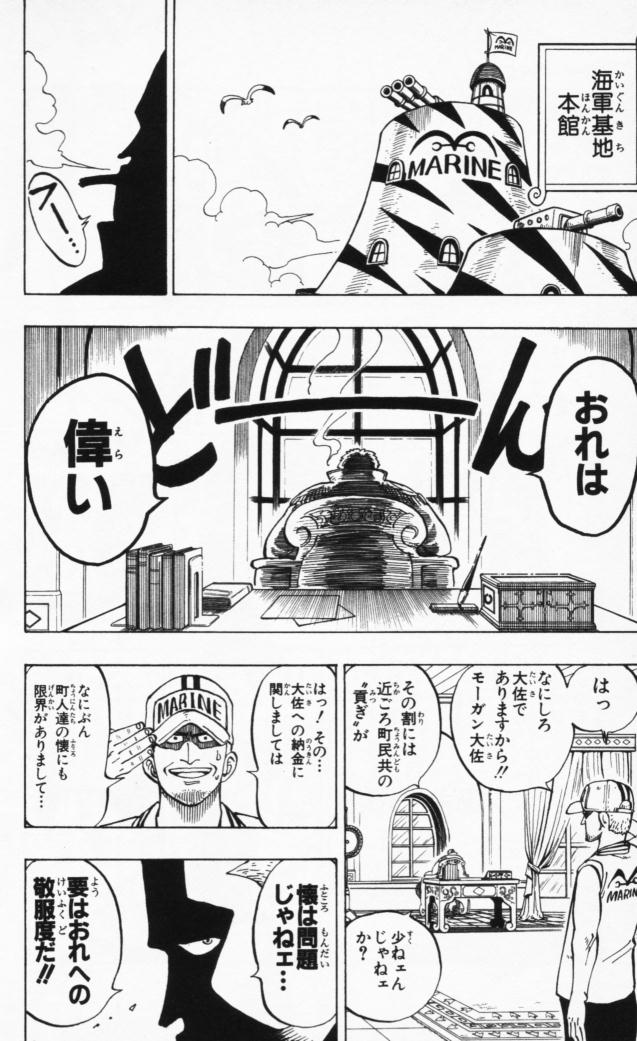 海軍基地
本館
MARINE
MARINE
フー…
おれは
どーん
偉い
はっ
なにしろ
大佐で
ありますから!!
モーガン大佐
その割には
近ごろ町民共の
"貢ぎ"が
少ねェん
じゃねェ
か?
MARINE
はっ!その…
大佐への納金に
関しましては
MARINE
なにぶん
町人達の懐にも
限界がありまして…
懐は問題
じゃねェ…
要はおれへの
敬服度だ!!